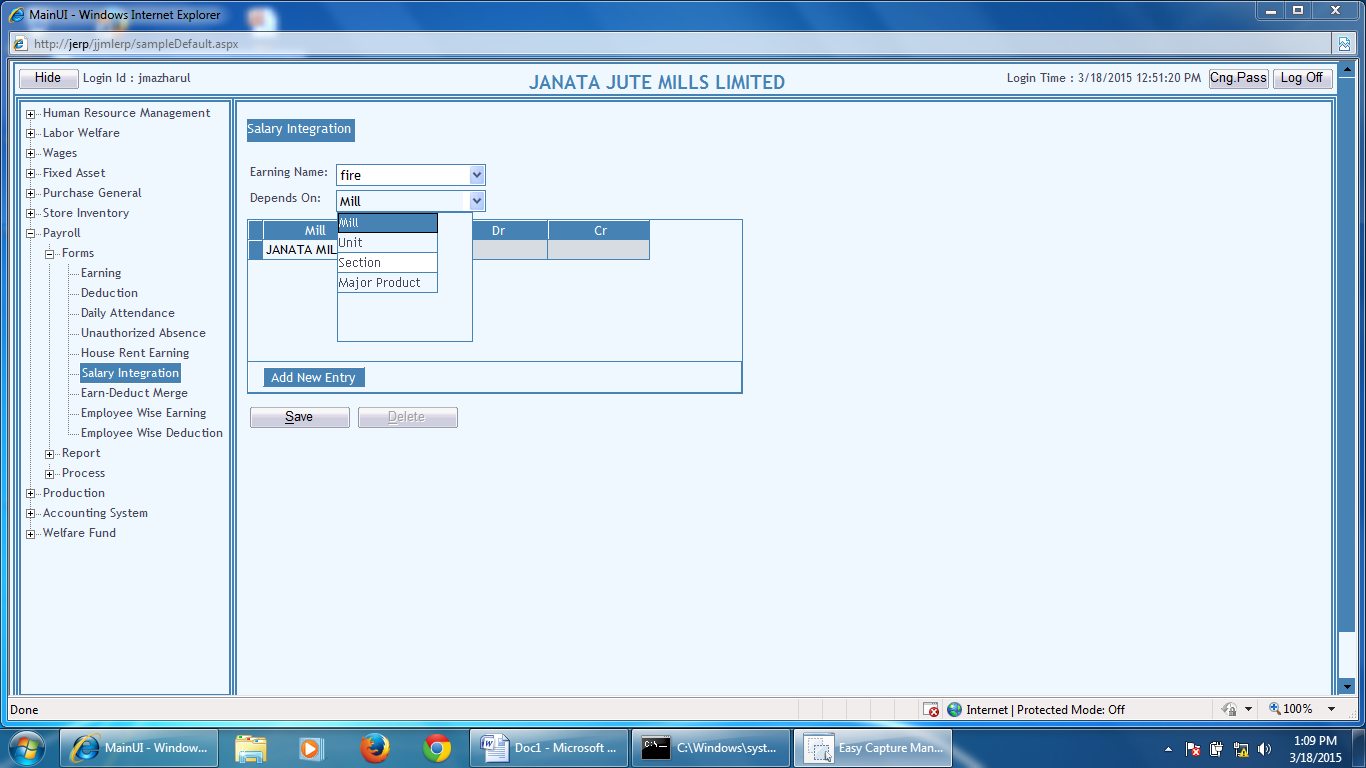 MainUI - Windows Internet Explorer
http://jerp/jjmlerp/sampleDefault.aspx
Hide Login Id : jmazharul JANATA JUTE MILLS LIMITED Login Time : 3/18/2015 12:51:20 PM Cng.Pass Log Off
Human Resource Management
Labor Welfare
Wages
Fixed Asset
Purchase General
Store Inventory
Payroll
Forms
Earning
Deduction
Daily Attendance
Unauthorized Absence
House Rent Earning
Salary Integration
Earn-Deduct Merge
Employee Wise Earning
Employee Wise Deduction
Report
Process
Production
Accounting System
Welfare Fund
Salary Integration
Earning Name: fire
Depends On: Mill
Mill Dr Cr
JANATA MIL
Mill
Unit
Section
Major Product
Add New Entry
Save Delete
Done Internet | Protected Mode: Off 100%
MainUI - Window... Doc1 - Microsoft ... C:\Windows\syst... Easy Capture Man... 1:09 PM
3/18/2015